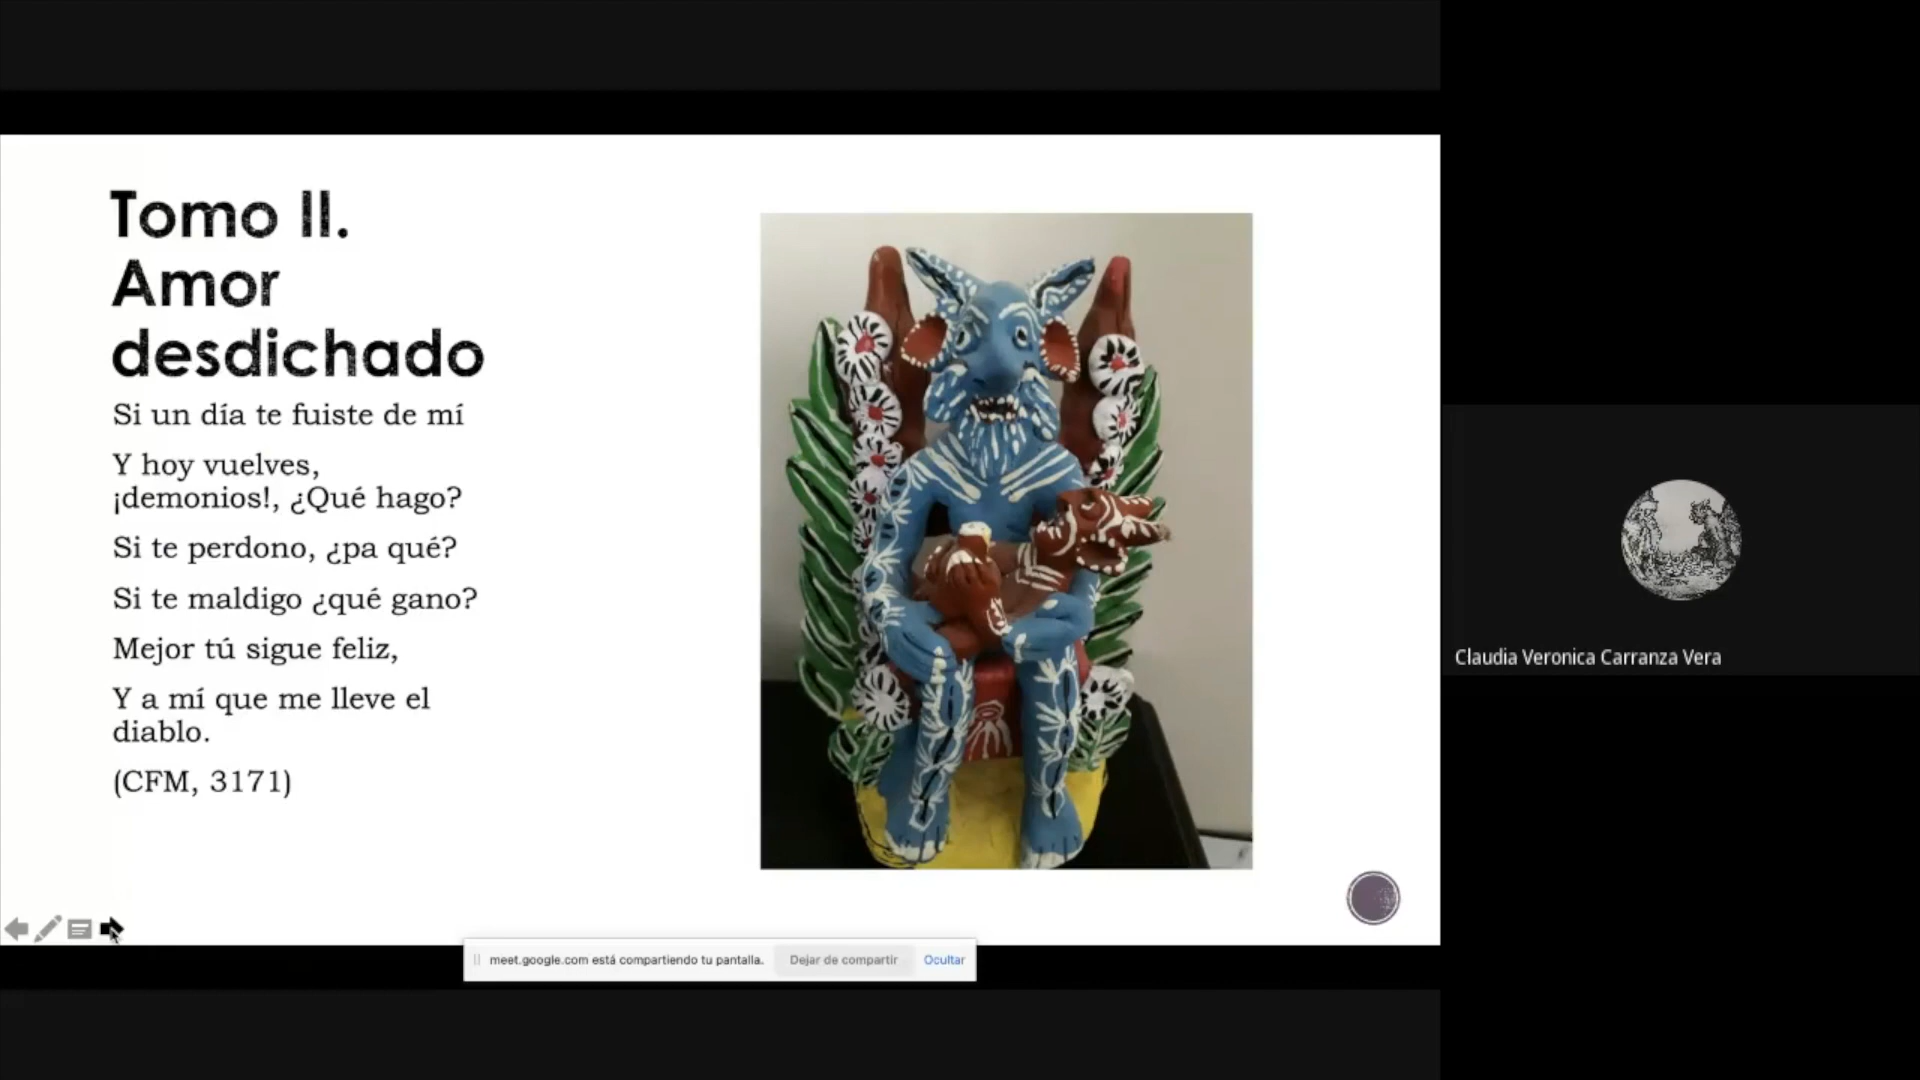 Tomo II.
Amor
desdichado
Si un día te fuiste de mí
Y hoy vuelves,
¡demonios!, ¿Qué hago?
Si te perdono, ¿pa qué?
Si te maldigo ¿qué gano?
Mejor tú sigue feliz,
Y a mí que me lleve el
diablo.
(CFM, 3171)
Claudia Veronica Carranza Vera
meet.google.com está compartiendo tu pantalla.
Dejar de compartir
Ocultar